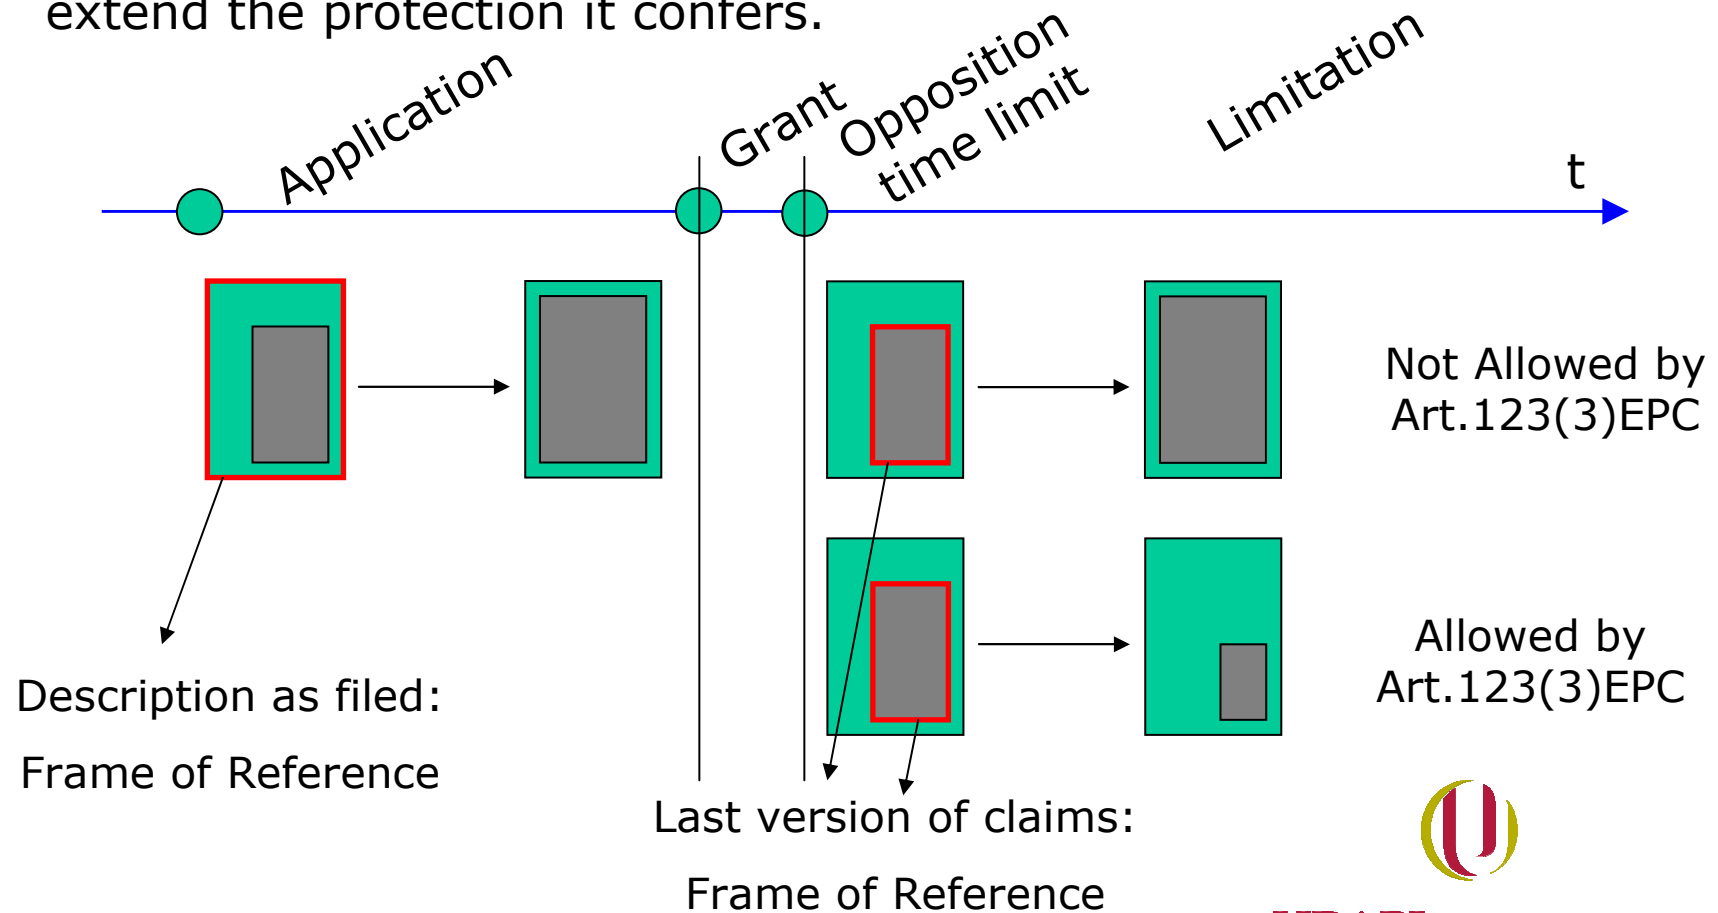 extend the protection it confers.
Application
Grant
Opposition
time limit
Limitation
t
Not Allowed by
Art.123(3)EPC
Allowed by
Art.123(3)EPC
Description as filed:
Frame of Reference
Last version of claims:
Frame of Reference